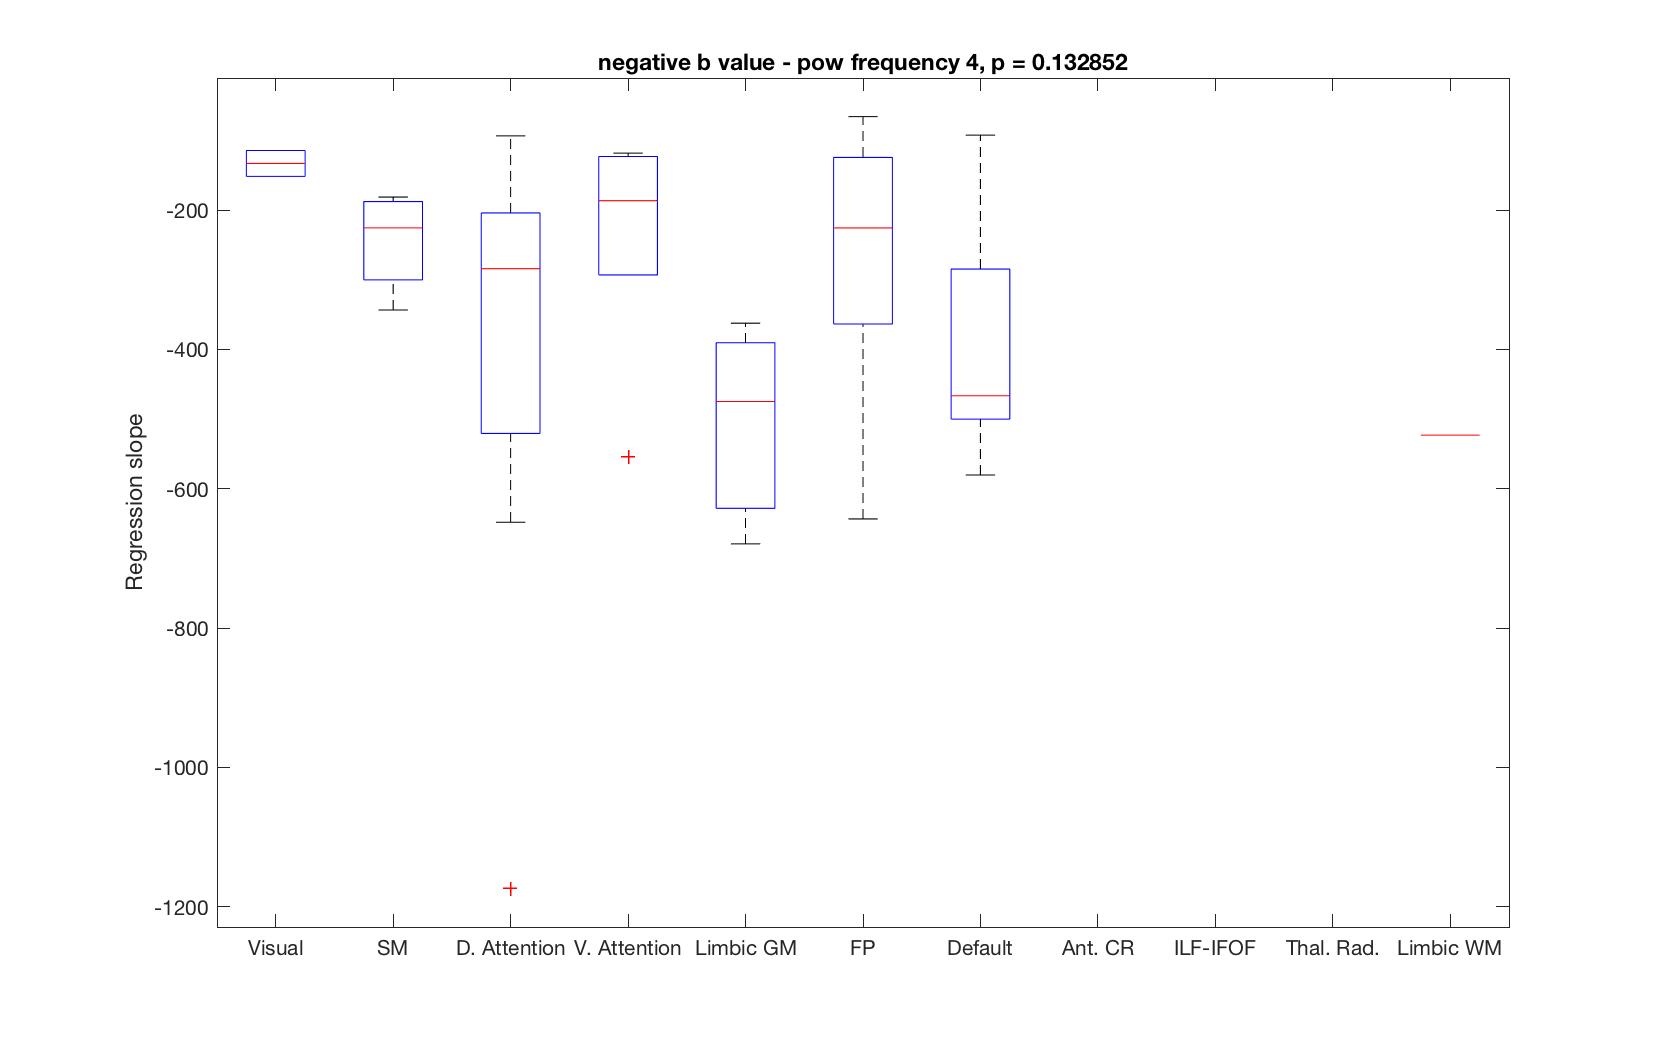 negative b value - pow frequency 4, p = 0.132852
Regression slope
-200
-400
-600
-800
-1000
-1200
Visual SM D. Attention V. Attention Limbic GM FP Default Ant. CR ILF-IFOF Thal. Rad. Limbic WM